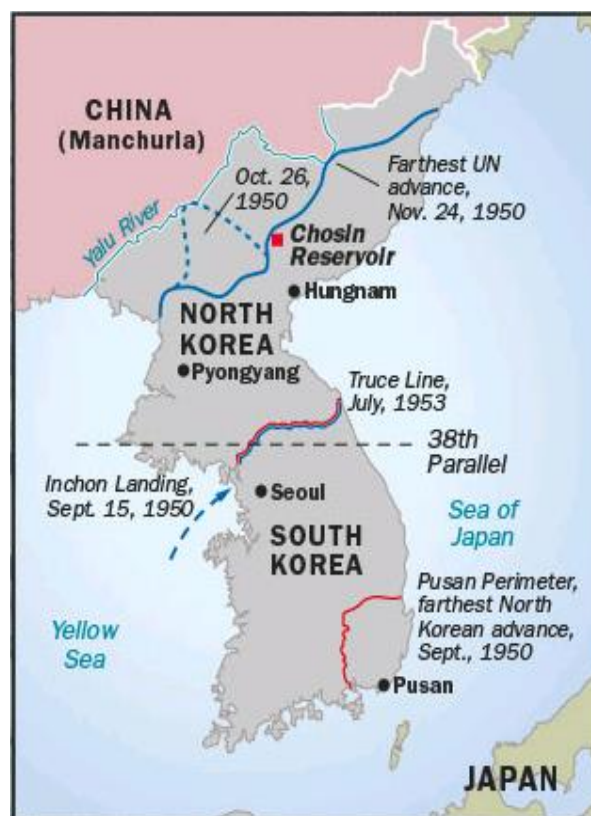 CHINA
(Manchuria)
Oct. 26,
1950
Farthest UN
advance,
Nov. 24, 1950
Yalu River
Chosin
Reservoir
Hungnam
NORTH
KOREA
Pyongyang
Truce Line,
July, 1953
38th
Parallel
Inchon Landing,
Sept. 15, 1950
Seoul
Sea of
Japan
SOUTH
KOREA
Pusan Perimeter,
farthest North
Korean advance,
Sept., 1950
Yellow
Sea
Pusan
JAPAN